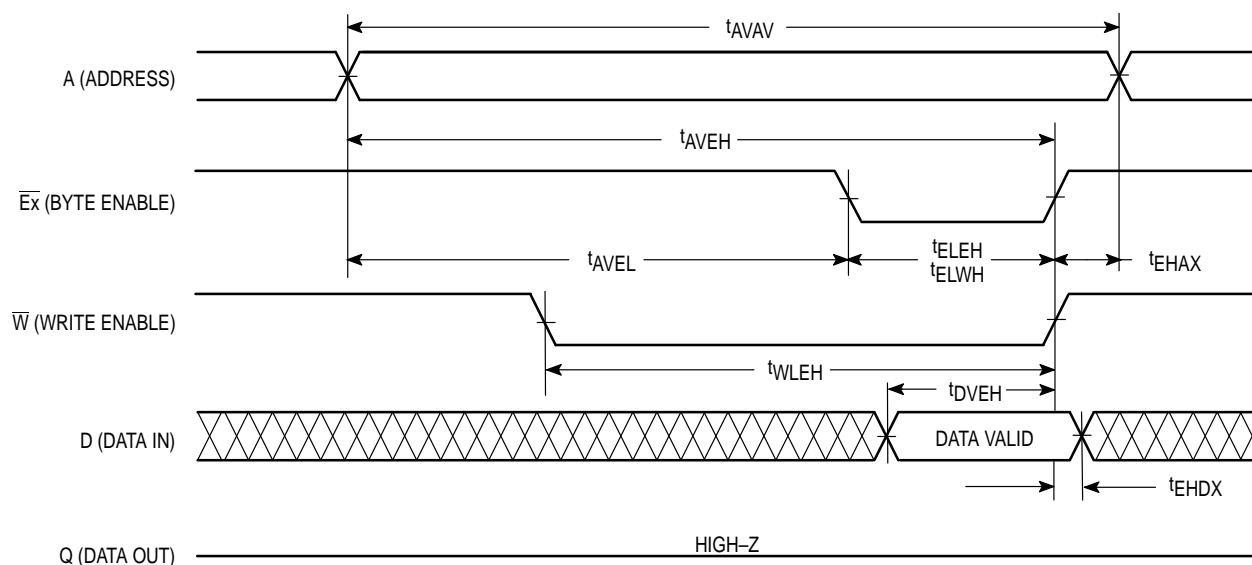 tAVAV
A (ADDRESS)
tAVEH
E̅x̅ (BYTE ENABLE)
tAVEL
tELEH
tELWH
tEHAX
W̅ (WRITE ENABLE)
tWLEH
tDVEH
D (DATA IN)
DATA VALID
tEHDX
Q (DATA OUT)
HIGH–Z